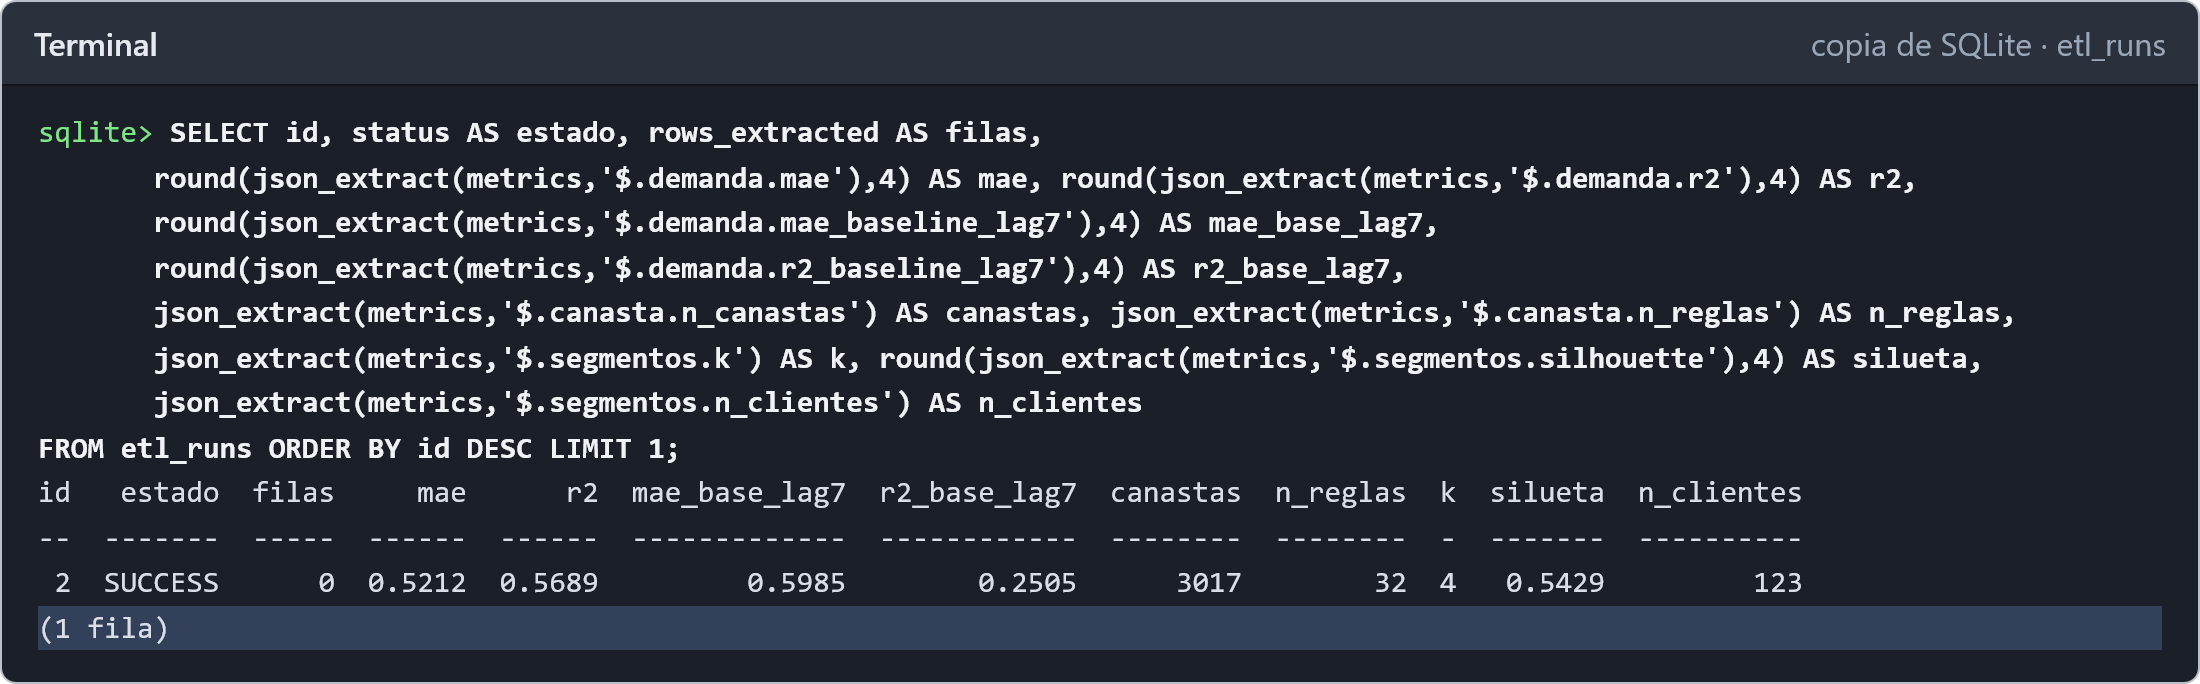 Terminal
copia de SQLite · etl_runs
sqlite> SELECT id, status AS estado, rows_extracted AS filas,
round(json_extract(metrics,'$.demanda.mae'),4) AS mae, round(json_extract(metrics,'$.demanda.r2'),4) AS r2,
round(json_extract(metrics,'$.demanda.mae_baseline_lag7'),4) AS mae_base_lag7,
round(json_extract(metrics,'$.demanda.r2_baseline_lag7'),4) AS r2_base_lag7,
json_extract(metrics,'$.canasta.n_canastas') AS canastas, json_extract(metrics,'$.canasta.n_reglas') AS n_reglas,
json_extract(metrics,'$.segmentos.k') AS k, round(json_extract(metrics,'$.segmentos.silhouette'),4) AS silueta,
json_extract(metrics,'$.segmentos.n_clientes') AS n_clientes
FROM etl_runs ORDER BY id DESC LIMIT 1;
id   estado  filas     mae      r2  mae_base_lag7  r2_base_lag7  canastas  n_reglas  k  silueta  n_clientes
--  -------  -----  ------  ------  -------------  ------------  --------  --------  -  -------  ----------
 2  SUCCESS      0  0.5212  0.5689         0.5985        0.2505      3017        32  4   0.5429         123
(1 fila)